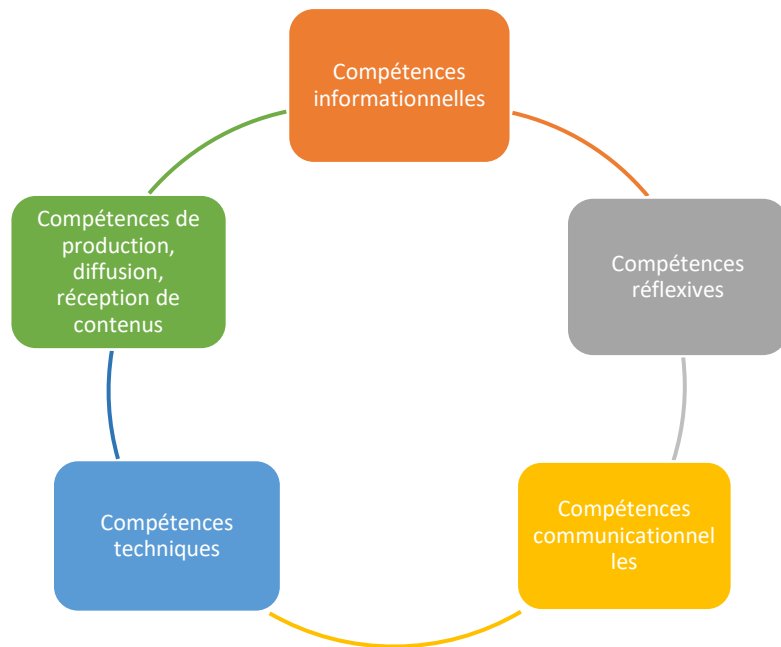 Compétences
informationnelles
Compétences
réflexives
Compétences
communicationnel
les
Compétences
techniques
Compétences de
production,
diffusion,
réception de
contenus